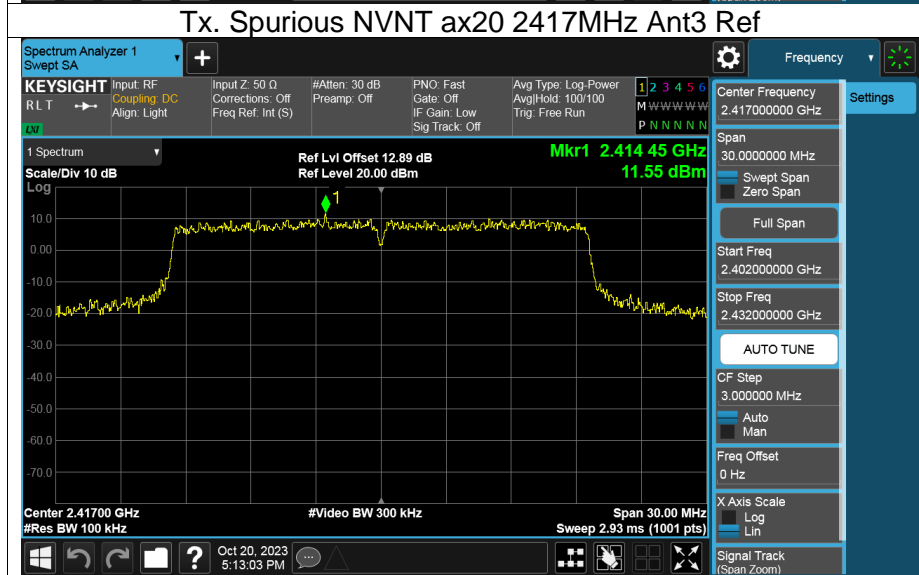 Tx. Spurious NVNT ax20 2417MHz Ant3 Ref
Spectrum Analyzer 1
Swept SA
+
Frequency
KEYSIGHT
RLT
LXI
Input: RF
Coupling: DC
Align: Light
Input Z: 50 Ω
Corrections: Off
Freq Ref: Int (S)
#Atten: 30 dB
Preamp: Off
PNO: Fast
Gate: Off
IF Gain: Low
Sig Track: Off
Avg Type: Log-Power
Avg|Hold: 100/100
Trig: Free Run
1 2 3 4 5 6
M W W W W W
P N N N N N
Center Frequency
2.417000000 GHz
Settings
1 Spectrum
Scale/Div 10 dB
Log
Ref Lvl Offset 12.89 dB
Ref Level 20.00 dBm
Mkr1 2.414 45 GHz
11.55 dBm
1
10.0
0.00
-10.0
-20.0
-30.0
-40.0
-50.0
-60.0
-70.0
Center 2.41700 GHz
#Res BW 100 kHz
#Video BW 300 kHz
Span 30.00 MHz
Sweep 2.93 ms (1001 pts)
Span
30.0000000 MHz
Swept Span
Zero Span
Full Span
Start Freq
2.402000000 GHz
Stop Freq
2.432000000 GHz
AUTO TUNE
CF Step
3.000000 MHz
Auto
Man
Freq Offset
0 Hz
X Axis Scale
Log
Lin
Signal Track
(Span Zoom)
?
Oct 20, 2023
5:13:03 PM